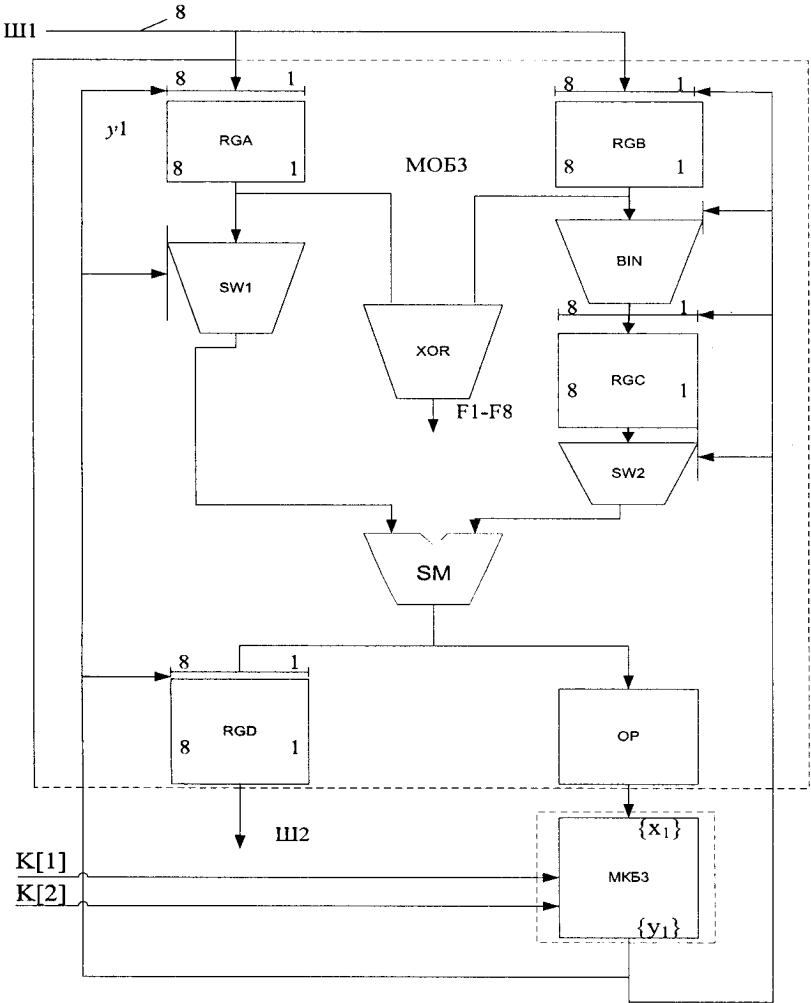 8
Ш1
8 1
8 1
y1
RGA
8 1
МОБЗ
RGB
8 1
SW1
BIN
8 1
XOR
RGC
8 1
F1-F8
SW2
SM
8 1
RGD
8 1
OP
Ш2
{x₁}
К[1]
МКБЗ
К[2]
{y₁}